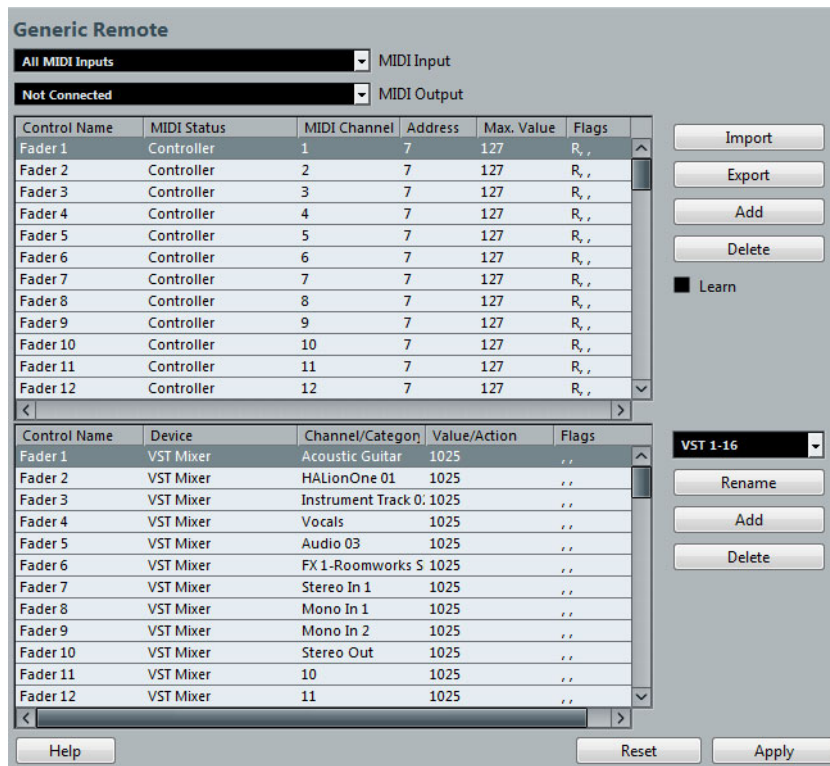 Generic Remote
All MIDI Inputs MIDI Input
Not Connected MIDI Output
Control Name MIDI Status MIDI Channel Address Max. Value Flags
Fader 1 Controller 1 7 127 R, ,
Fader 2 Controller 2 7 127 R, ,
Fader 3 Controller 3 7 127 R, ,
Fader 4 Controller 4 7 127 R, ,
Fader 5 Controller 5 7 127 R, ,
Fader 6 Controller 6 7 127 R, ,
Fader 7 Controller 7 7 127 R, ,
Fader 8 Controller 8 7 127 R, ,
Fader 9 Controller 9 7 127 R, ,
Fader 10 Controller 10 7 127 R, ,
Fader 11 Controller 11 7 127 R, ,
Fader 12 Controller 12 7 127 R, ,
Import
Export
Add
Delete
Learn
Control Name Device Channel/Categor Value/Action Flags
Fader 1 VST Mixer Acoustic Guitar 1025 , ,
Fader 2 VST Mixer HALionOne 01 1025 , ,
Fader 3 VST Mixer Instrument Track 0 1025 , ,
Fader 4 VST Mixer Vocals 1025 , ,
Fader 5 VST Mixer Audio 03 1025 , ,
Fader 6 VST Mixer FX 1-Roomworks S 1025 , ,
Fader 7 VST Mixer Stereo In 1 1025 , ,
Fader 8 VST Mixer Mono In 1 1025 , ,
Fader 9 VST Mixer Mono In 2 1025 , ,
Fader 10 VST Mixer Stereo Out 1025 , ,
Fader 11 VST Mixer 10 1025 , ,
Fader 12 VST Mixer 11 1025 , ,
VST 1-16
Rename
Add
Delete
Help Reset Apply